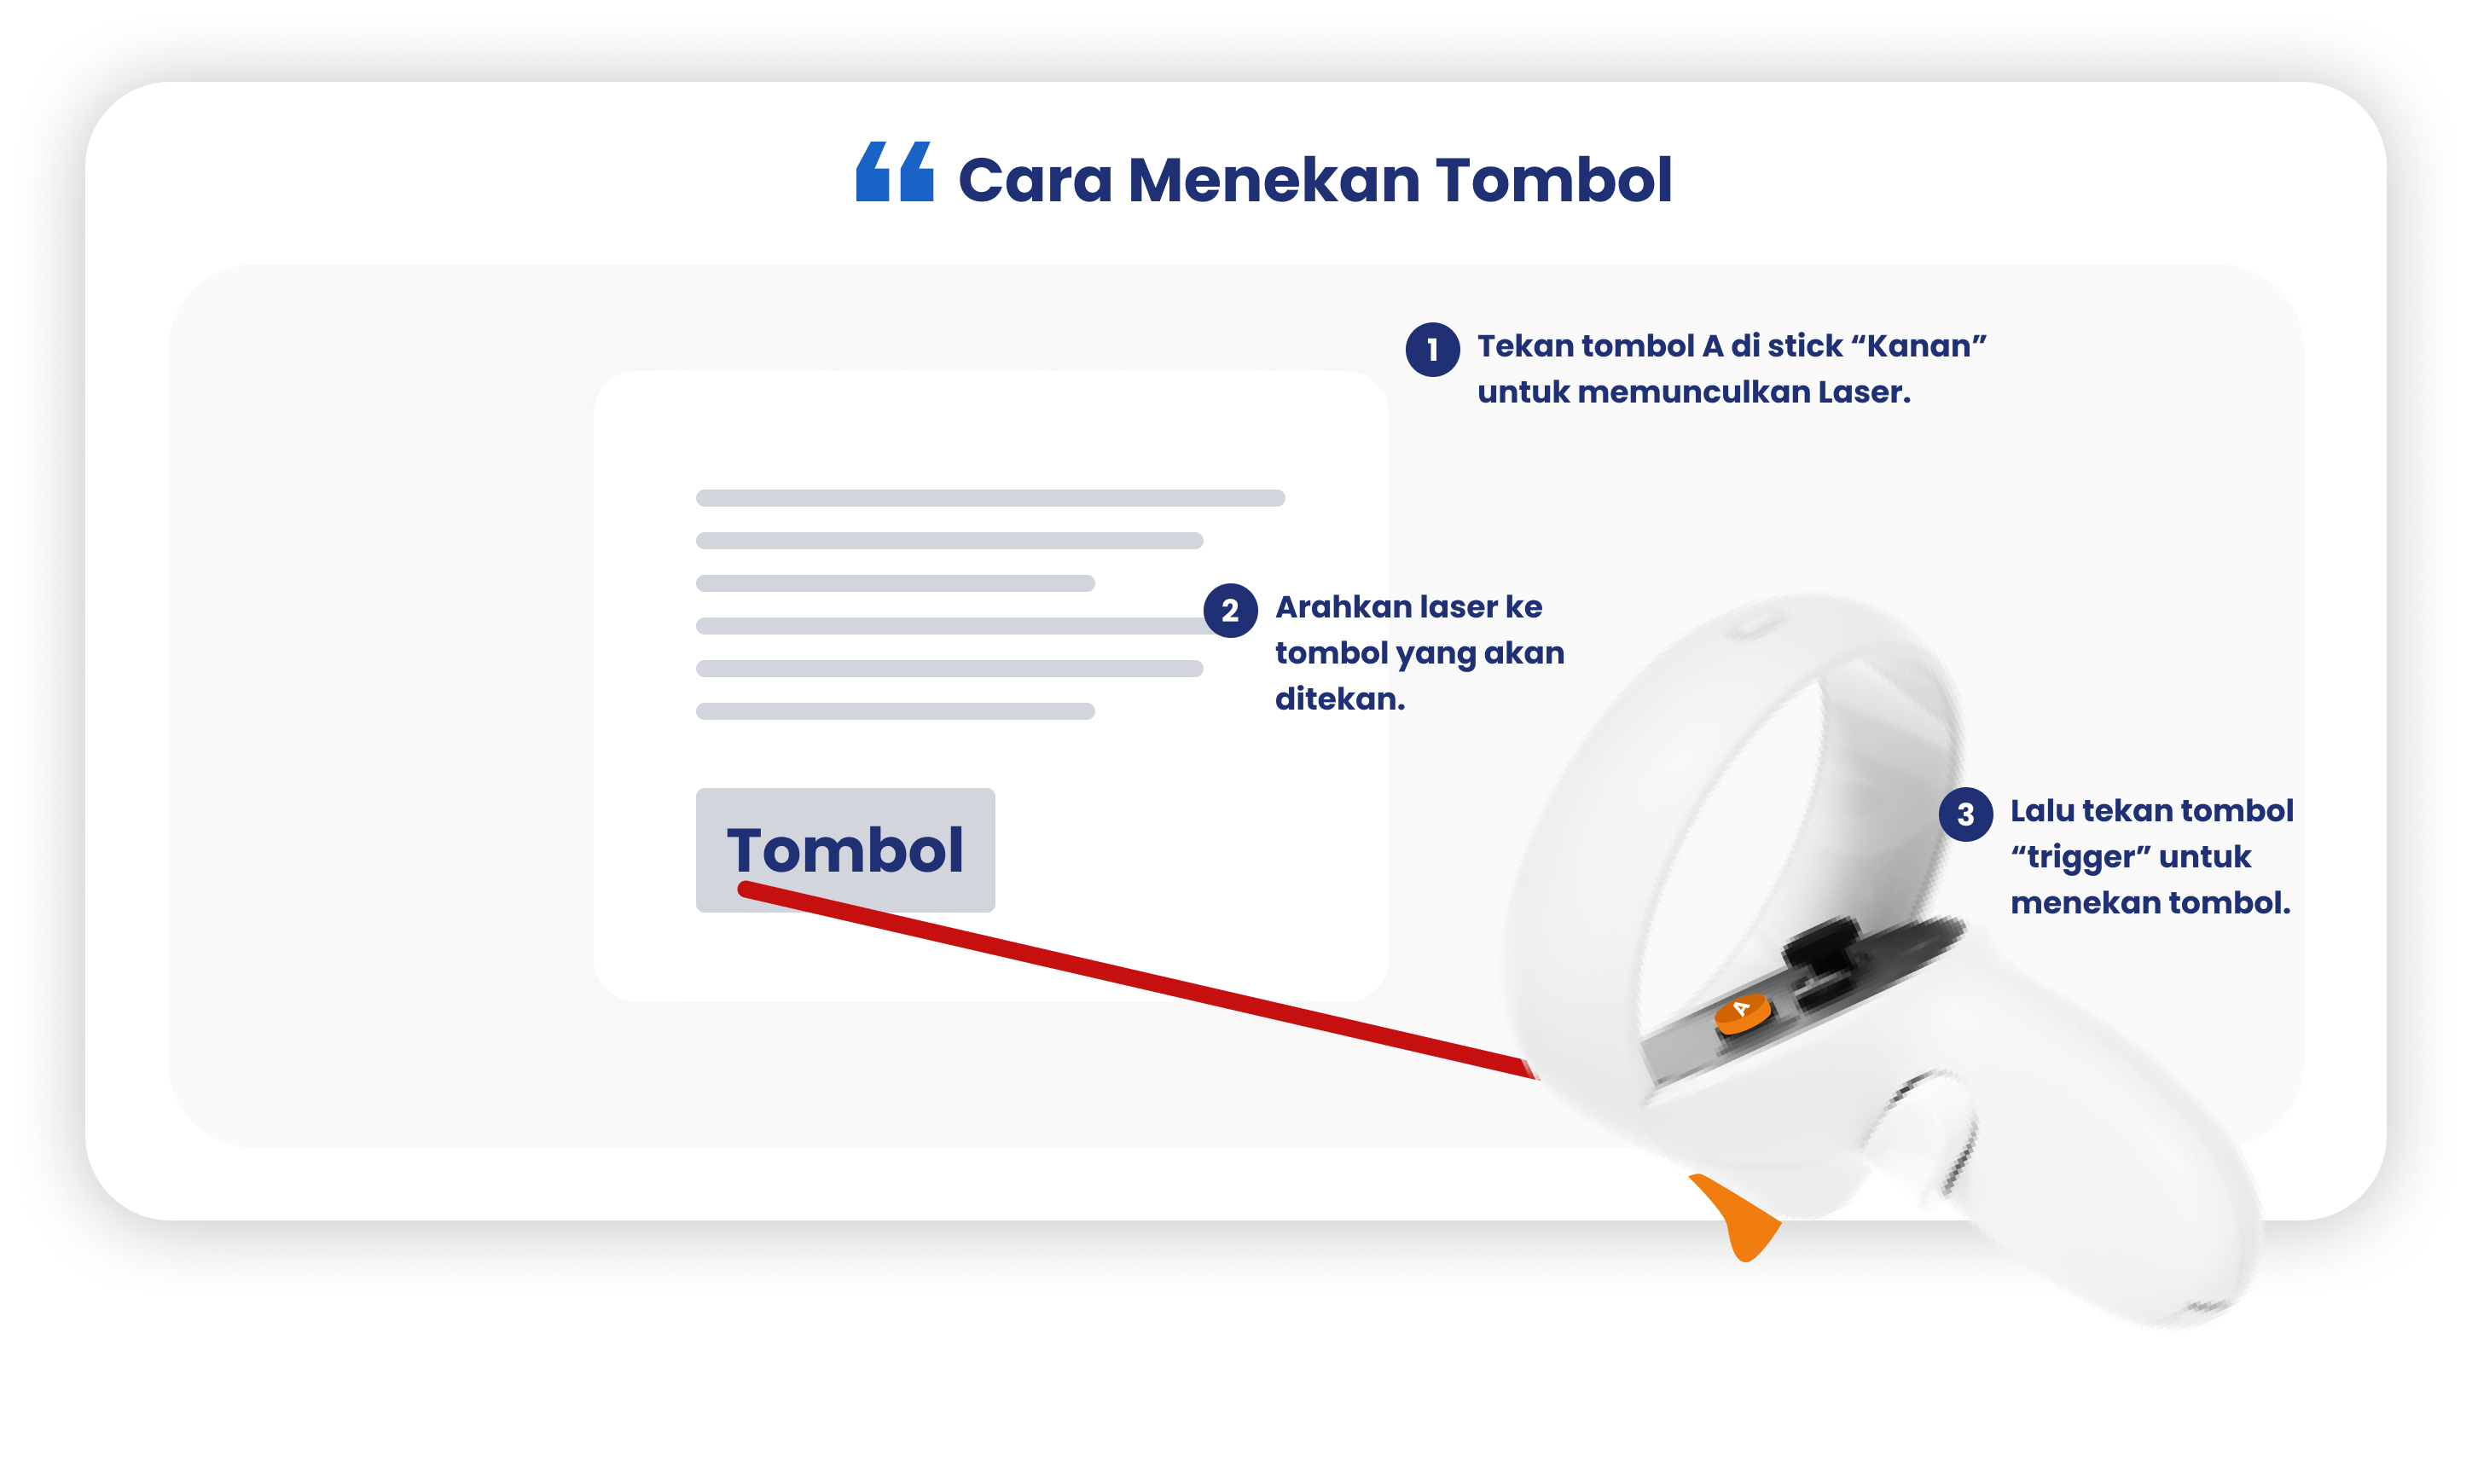 “ Cara Menekan Tombol
1 Tekan tombol A di stick “Kanan”
untuk memunculkan Laser.
2 Arahkan laser ke
tombol yang akan
ditekan.
3 Lalu tekan tombol
“trigger” untuk
menekan tombol.
Tombol
A